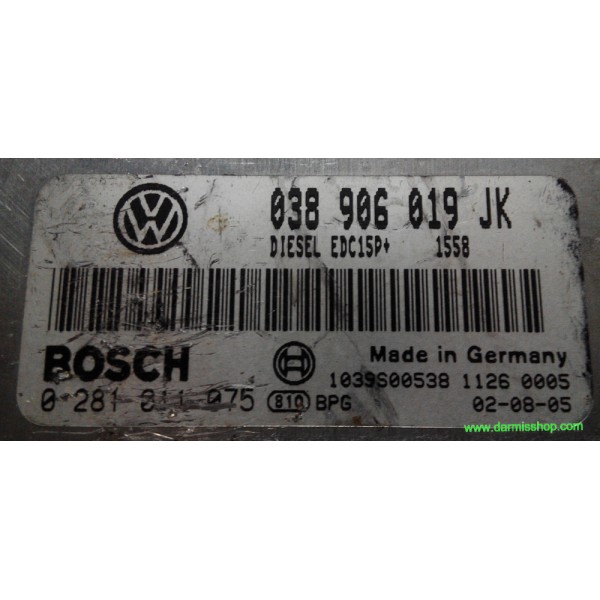 038 906 019 JK
DIESEL EDC15P+ 1558
BOSCH
Made in Germany
1039S00538 1126 0005
0 281 011 075 810 BPG 02-08-05
www.darmisshop.com